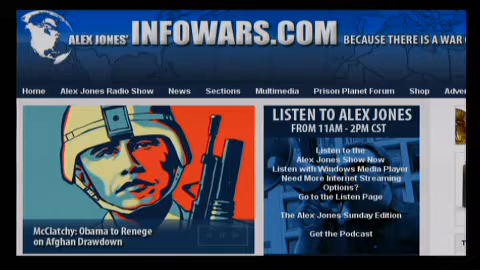 ALEX JONES' INFOWARS.COM BECAUSE THERE IS A WAR
Home Alex Jones Radio Show News Sections Multimedia Prison Planet Forum Shop
LISTEN TO ALEX JONES
FROM 11AM - 2PM CST
Listen to the
Alex Jones Show Now
Listen with Windows Media Player
Need More Internet Streaming
Options?
Go to the Listen Page
The Alex Jones Sunday Edition
Get the Podcast
McClatchy: Obama to Renege
on Afghan Drawdown